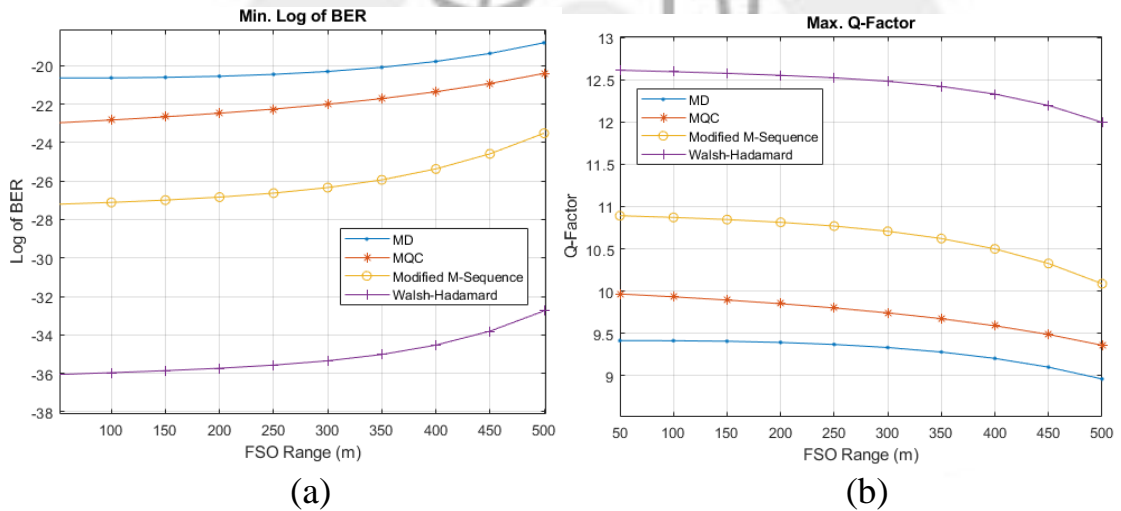 Min. Log of BER
Log of BER
-20
-22
-24
-26
-28
-30
-32
-34
-36
-38
MD
MQC
Modified M-Sequence
Walsh-Hadamard
100 150 200 250 300 350 400 450 500
FSO Range (m)
(a)
Max. Q-Factor
Q-Factor
13
12.5
12
11.5
11
10.5
10
9.5
9
MD
MQC
Modified M-Sequence
Walsh-Hadamard
50 100 150 200 250 300 350 400 450 500
FSO Range (m)
(b)